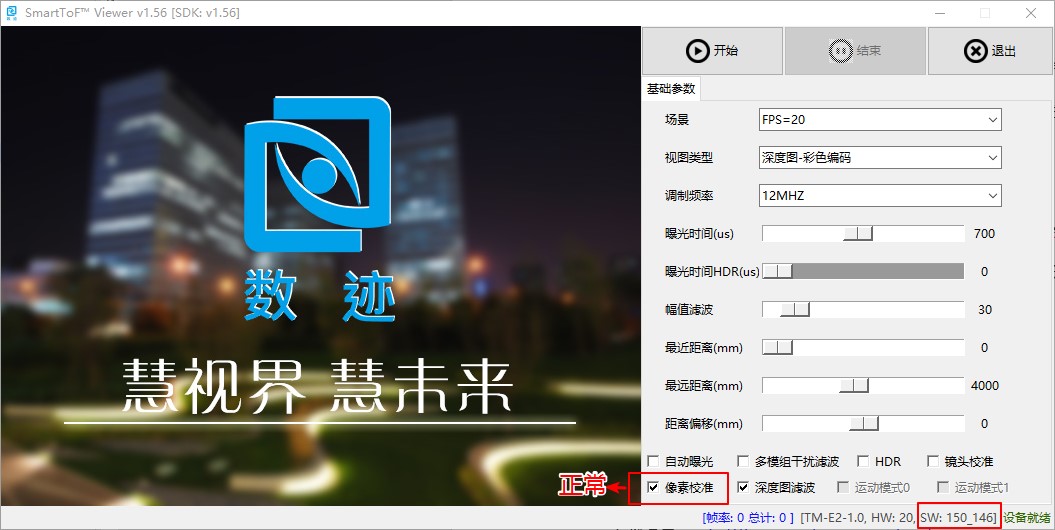 SmartToF™ Viewer v1.56 [SDK: v1.56]
开始
结束
退出
基础参数
场景
FPS=20
视图类型
深度图-彩色编码
调制频率
12MHZ
曝光时间(us)
700
曝光时间HDR(us)
0
幅值滤波
30
最近距离(mm)
0
最远距离(mm)
4000
距离偏移(mm)
0
数 迹
慧视界 慧未来
自动曝光
多模组干扰滤波
HDR
镜头校准
正常
像素校准
深度图滤波
运动模式0
运动模式1
[帧率: 0 总计: 0 ] [TM-E2-1.0, HW: 20, SW: 150_146] 设备就绪